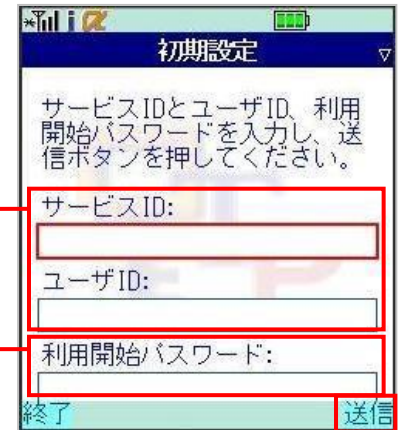 初期設定
サービスIDとユーザID、利用
開始パスワードを入力し、送
信ボタンを押してください。
サービスID:
ユーザID:
利用開始パスワード:
終了 送信